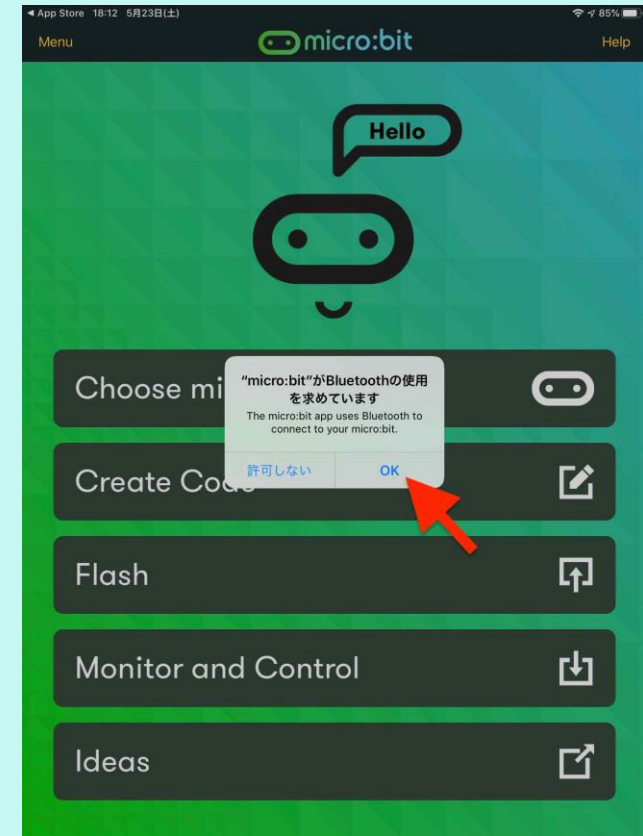 ◀App Store 18:12 5月23日(土) 85%
Menu micro:bit Help
Hello
Choose mi
"micro:bit"がBluetoothの使用
を求めています
The micro:bit app uses Bluetooth to
connect to your micro:bit.
許可しない OK
Create Code
Flash
Monitor and Control
Ideas